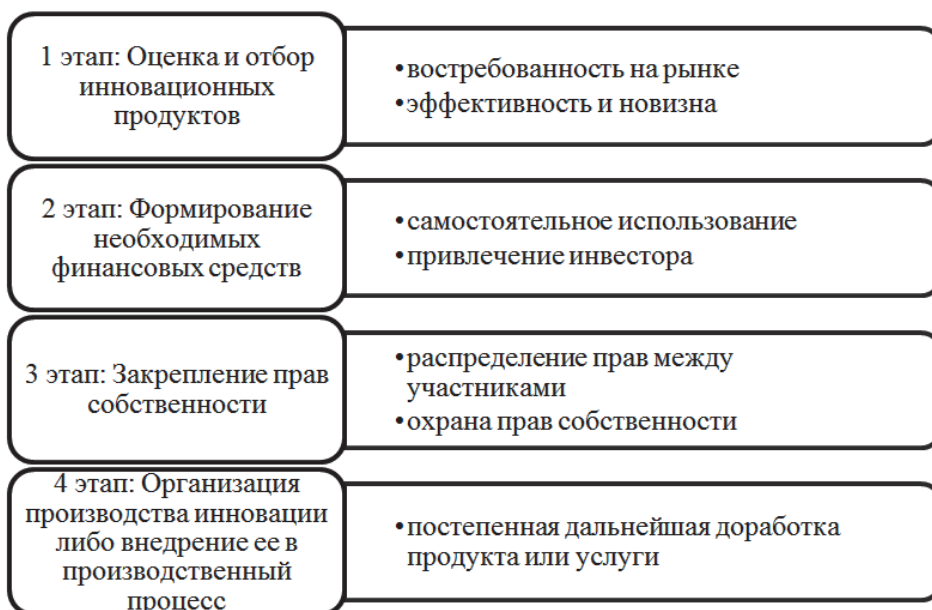 1 этап: Оценка и отбор
инновационных
продуктов
•востребованность на рынке
•эффективность и новизна
2 этап: Формирование
необходимых
финансовых средств
•самостоятельное использование
•привлечение инвестора
3 этап: Закрепление прав
собственности
•распределение прав между
участниками
•охрана прав собственности
4 этап: Организация
производства инновации
либо внедрение ее в
производственный
процесс
•постепенная дальнейшая доработка
продукта или услуги